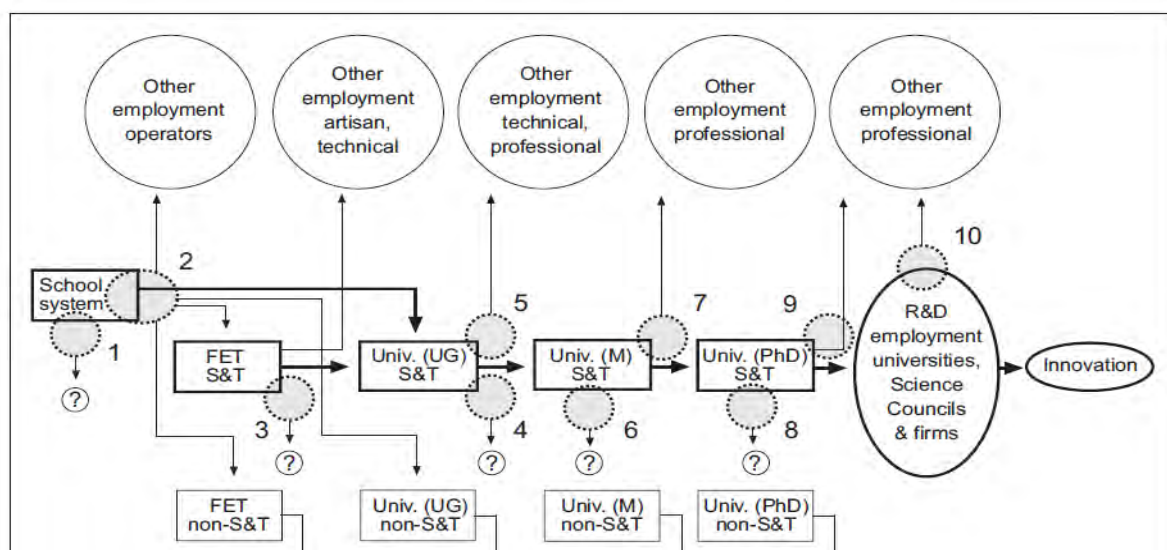 Other
employment
operators
Other
employment
artisan,
technical
Other
employment
technical,
professional
Other
employment
professional
Other
employment
professional
School
system
1
2
FET
S&T
3
Univ. (UG)
S&T
5
4
Univ. (M)
S&T
7
6
Univ. (PhD)
S&T
9
8
10
R&D
employment
universities,
Science
Councils
& firms
Innovation
?
?
?
?
?
FET
non-S&T
Univ. (UG)
non-S&T
Univ. (M)
non-S&T
Univ. (PhD)
non-S&T